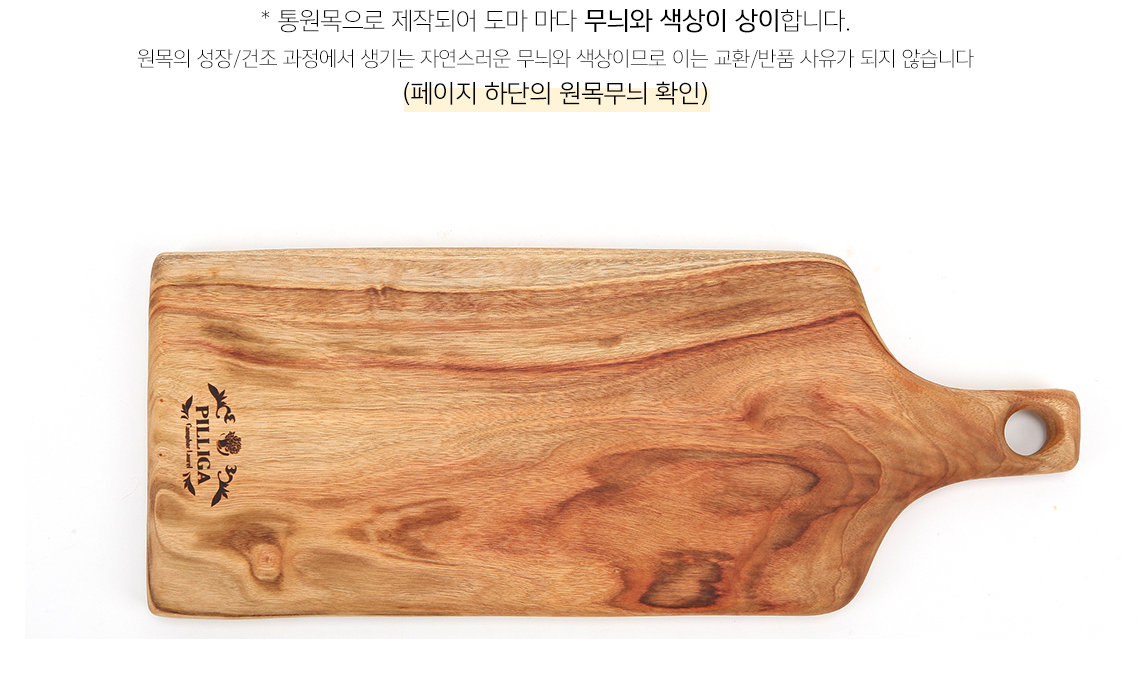 * 통원목으로 제작되어 도마 마다 무늬와 색상이 상이합니다.
원목의 성장/건조 과정에서 생기는 자연스러운 무늬와 색상이므로 이는 교환/반품 사유가 되지 않습니다
(페이지 하단의 원목무늬 확인)
PILLIGA
Camphor Laurel